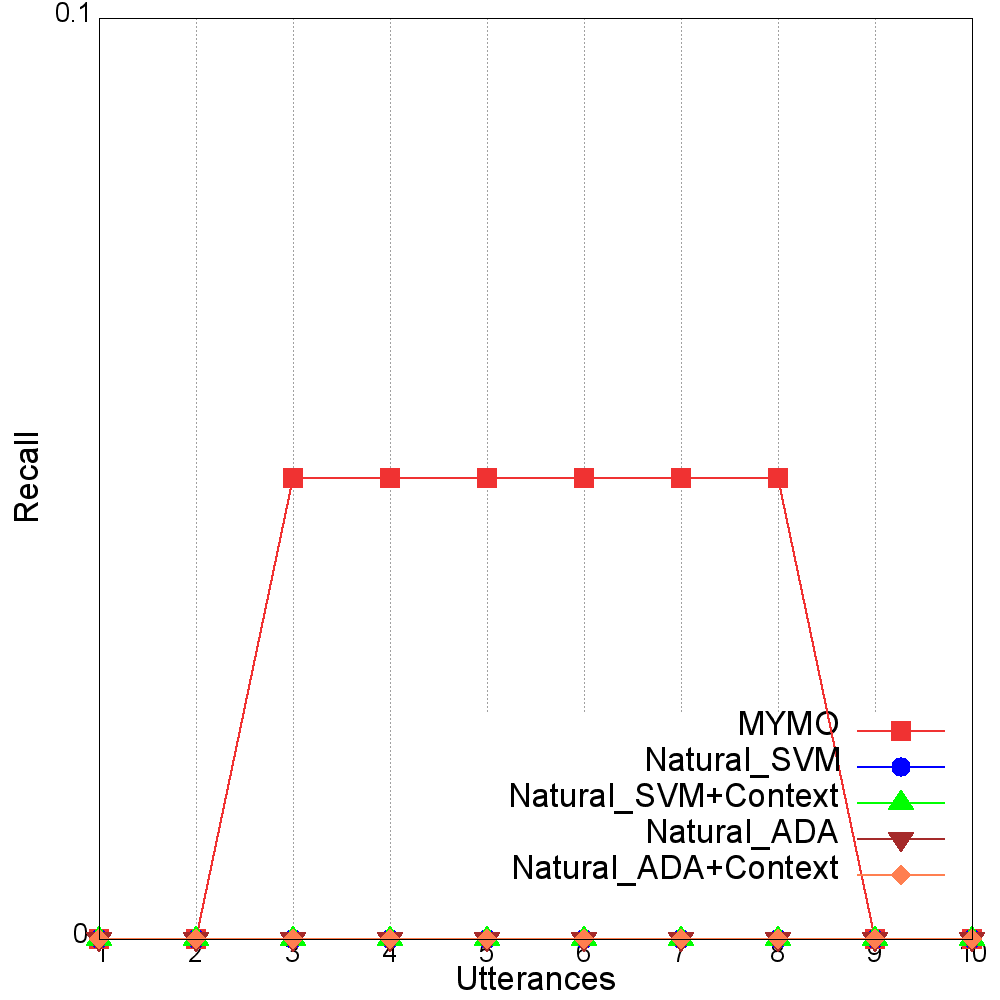 0.1
Recall
MYMO
Natural_SVM
Natural_SVM+Context
Natural_ADA
Natural_ADA+Context
0
1 2 3 4 5 6 7 8 9 10
Utterances